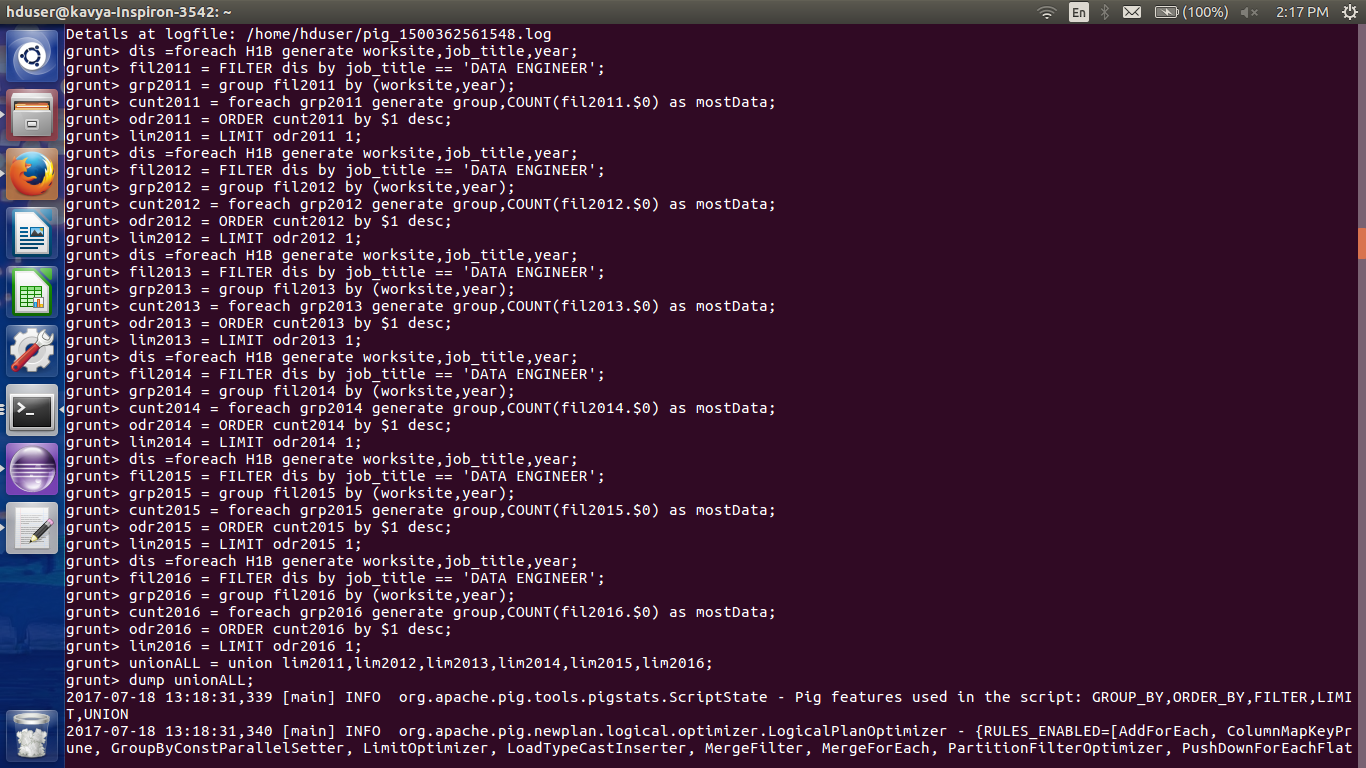 hduser@kavya-Inspiron-3542: ~
En
(100%)
2:17 PM
Details at logfile: /home/hduser/pig_1500362561548.log
grunt> dis =foreach H1B generate worksite,job_title,year;
grunt> fil2011 = FILTER dis by job_title == 'DATA ENGINEER';
grunt> grp2011 = group fil2011 by (worksite,year);
grunt> cunt2011 = foreach grp2011 generate group,COUNT(fil2011.$0) as mostData;
grunt> odr2011 = ORDER cunt2011 by $1 desc;
grunt> lim2011 = LIMIT odr2011 1;
grunt> dis =foreach H1B generate worksite,job_title,year;
grunt> fil2012 = FILTER dis by job_title == 'DATA ENGINEER';
grunt> grp2012 = group fil2012 by (worksite,year);
grunt> cunt2012 = foreach grp2012 generate group,COUNT(fil2012.$0) as mostData;
grunt> odr2012 = ORDER cunt2012 by $1 desc;
grunt> lim2012 = LIMIT odr2012 1;
grunt> dis =foreach H1B generate worksite,job_title,year;
grunt> fil2013 = FILTER dis by job_title == 'DATA ENGINEER';
grunt> grp2013 = group fil2013 by (worksite,year);
grunt> cunt2013 = foreach grp2013 generate group,COUNT(fil2013.$0) as mostData;
grunt> odr2013 = ORDER cunt2013 by $1 desc;
grunt> lim2013 = LIMIT odr2013 1;
grunt> dis =foreach H1B generate worksite,job_title,year;
grunt> fil2014 = FILTER dis by job_title == 'DATA ENGINEER';
grunt> grp2014 = group fil2014 by (worksite,year);
grunt> cunt2014 = foreach grp2014 generate group,COUNT(fil2014.$0) as mostData;
grunt> odr2014 = ORDER cunt2014 by $1 desc;
grunt> lim2014 = LIMIT odr2014 1;
grunt> dis =foreach H1B generate worksite,job_title,year;
grunt> fil2015 = FILTER dis by job_title == 'DATA ENGINEER';
grunt> grp2015 = group fil2015 by (worksite,year);
grunt> cunt2015 = foreach grp2015 generate group,COUNT(fil2015.$0) as mostData;
grunt> odr2015 = ORDER cunt2015 by $1 desc;
grunt> lim2015 = LIMIT odr2015 1;
grunt> dis =foreach H1B generate worksite,job_title,year;
grunt> fil2016 = FILTER dis by job_title == 'DATA ENGINEER';
grunt> grp2016 = group fil2016 by (worksite,year);
grunt> cunt2016 = foreach grp2016 generate group,COUNT(fil2016.$0) as mostData;
grunt> odr2016 = ORDER cunt2016 by $1 desc;
grunt> lim2016 = LIMIT odr2016 1;
grunt> unionALL = union lim2011,lim2012,lim2013,lim2014,lim2015,lim2016;
grunt> dump unionALL;
2017-07-18 13:18:31,339 [main] INFO  org.apache.pig.tools.pigstats.ScriptState - Pig features used in the script: GROUP_BY,ORDER_BY,FILTER,LIMI
T,UNION
2017-07-18 13:18:31,340 [main] INFO  org.apache.pig.newplan.logical.optimizer.LogicalPlanOptimizer - {RULES_ENABLED=[AddForEach, ColumnMapKeyPr
une, GroupByConstParallelSetter, LimitOptimizer, LoadTypeCastInserter, MergeFilter, MergeForEach, PartitionFilterOptimizer, PushDownForEachFlat